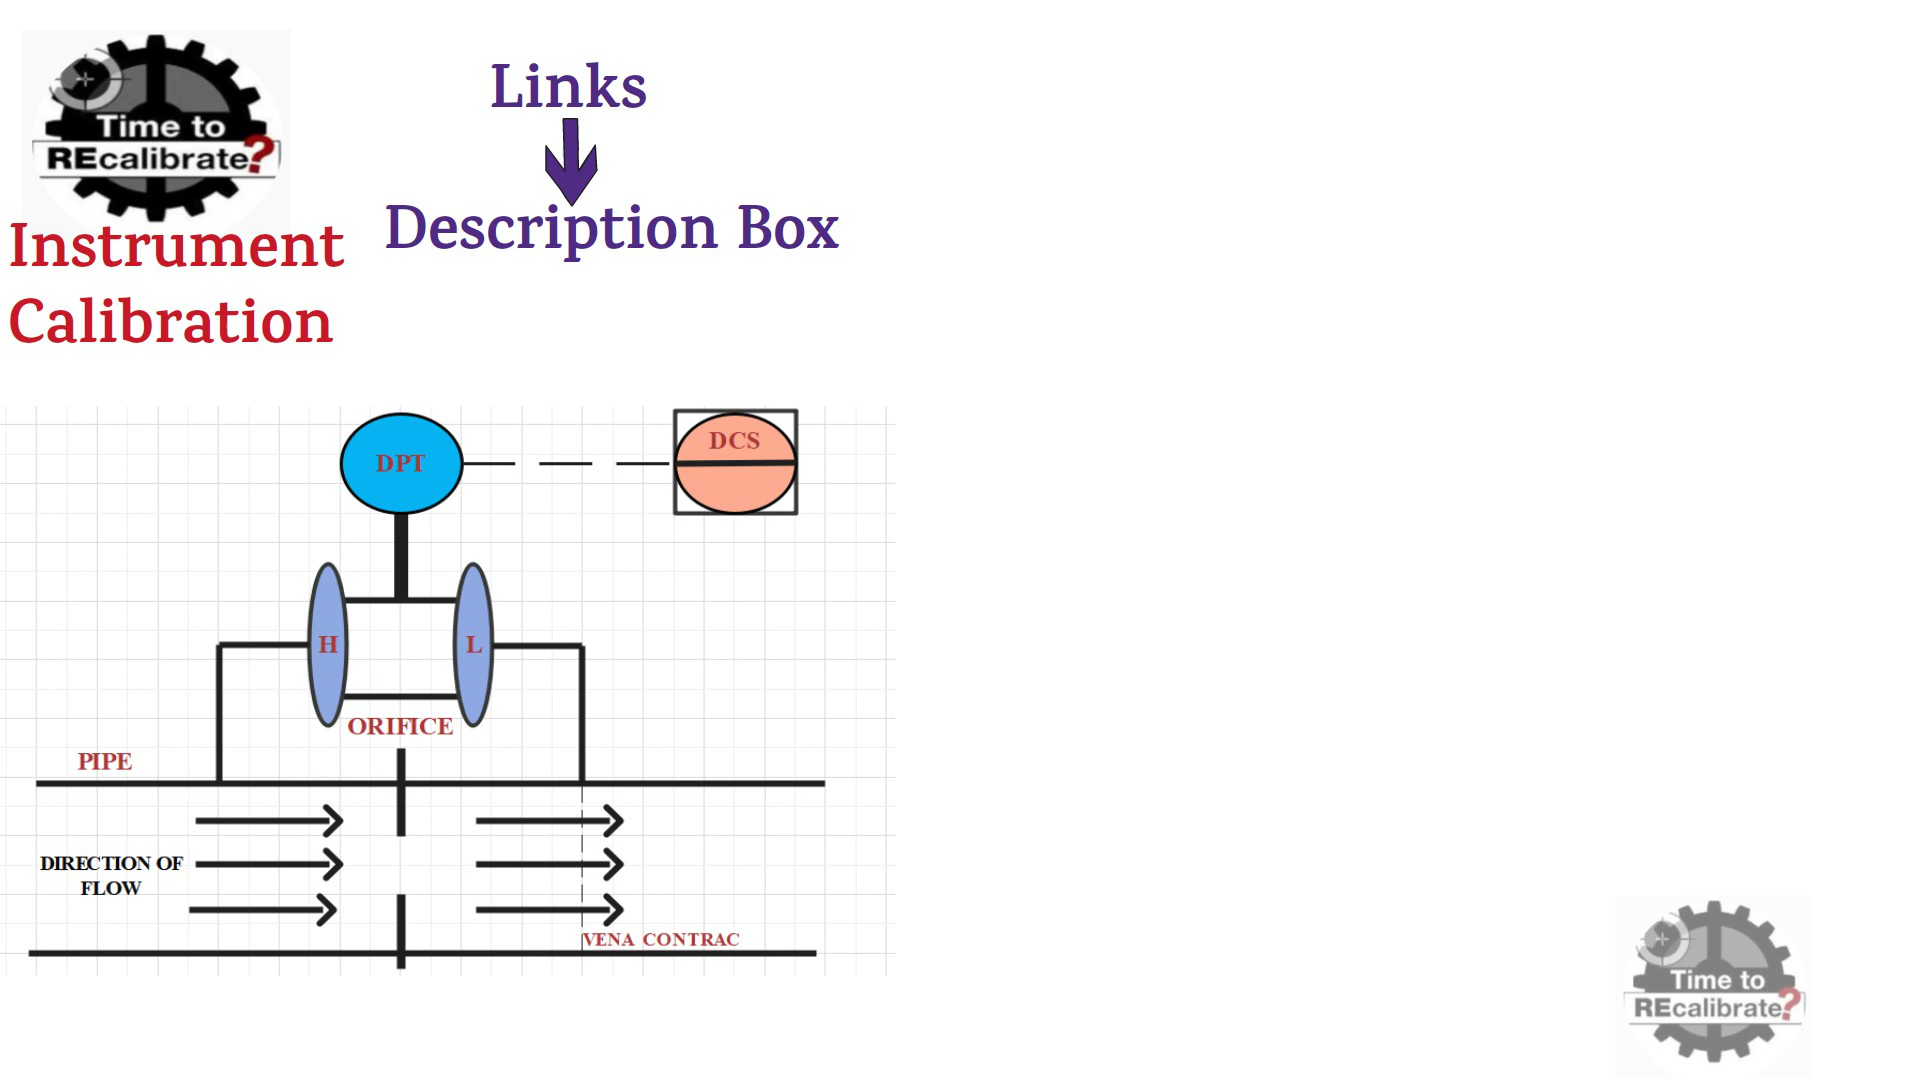 Time to
REcalibrate?
Instrument
Calibration
Links
Description Box
DPT
DCS
H
L
ORIFICE
PIPE
DIRECTION OF
FLOW
VENA CONTRAC
Time to
REcalibrate?